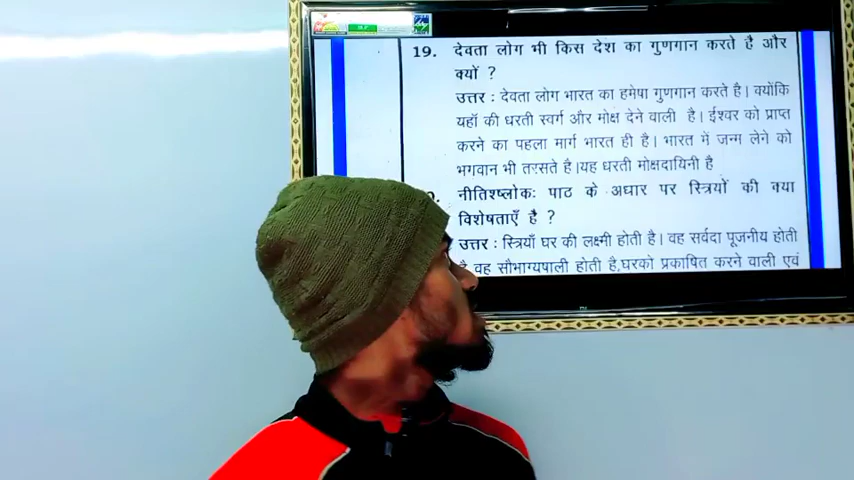 19. देवता लोग भी किस देश का गुणगान करते है और
क्यों ?
उत्तर : देवता लोग भारत का हमेषा गुणगान करते है। क्योंकि
यहाॅ की धरती स्वर्ग और मोक्ष देने वाली है। ईश्वर को प्राप्त
करने का पहला मार्ग भारत ही है। भारत में जन्म लेने को
भगवान भी तरसते है।यह धरती मोक्षदायिनी है
नीतिश्ष्लोकः पाठ के अधार पर स्त्रियों की क्या
विशेषताएँ है ?
उत्तर : स्त्रियाँ घर की लक्ष्मी होती है। वह सर्वदा पूजनीय होती
है वह सौभाग्यषाली होती है,घरको प्रकाषित करने वाली एवं